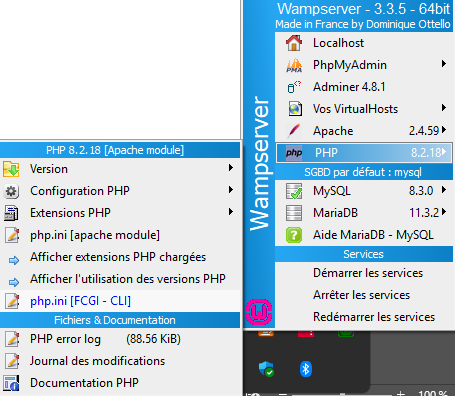 Wampserver - 3.3.5 - 64bit
Made in France by Dominique Ottello
Wampserver
Localhost
PhpMyAdmin
PMA
Adminer 4.8.1
Vos VirtualHosts
Apache 2.4.59
php PHP 8.2.18
SGBD par défaut : mysql
MySQL 8.3.0
MariaDB 11.3.2
Aide MariaDB - MySQL
Services
Démarrer les services
Arrêter les services
Redémarrer les services
PHP 8.2.18 [Apache module]
Version
Configuration PHP
Extensions PHP
php.ini [apache module]
Afficher extensions PHP chargées
Afficher l'utilisation des versions PHP
php.ini [FCGI - CLI]
Fichiers & Documentation
PHP error log (88.56 KiB)
Journal des modifications
Documentation PHP
100 %